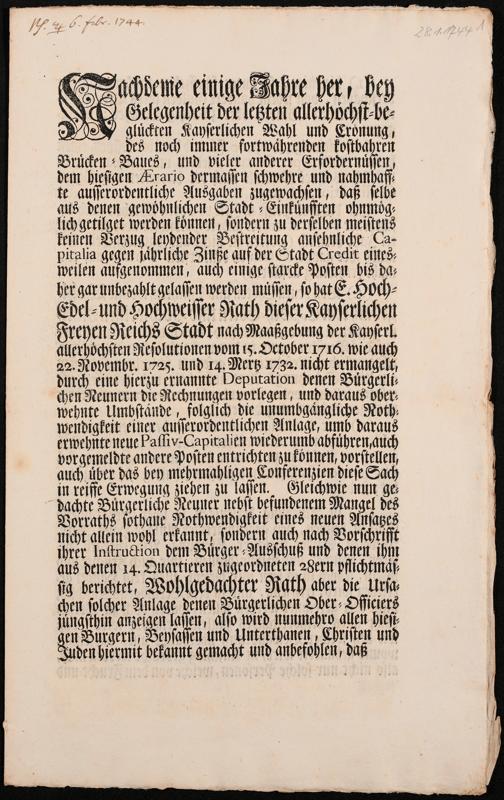 6. febr. 1744.
28.1.1744
Nachdeme einige Jahre her, bey
Gelegenheit der letzten allerhöchst-be-
glückten Kayserlichen Wahl und Crönung,
des noch immer fortwährenden kostbahren
Brücken-Baues, und vieler anderer Erfordernüssen,
dem hiesigen Ærario dermassen schwehre und nahmhaff-
te ausserordentliche Ausgaben zugewachsen, daß selbe
aus denen gewöhnlichen Stadt-Einkünfften ohnmög-
lich getilget werden können, sondern zu derselben meistens
keinen Verzug leydender Bestreitung ansehnliche Ca-
pitalia gegen jährliche Zinße auf der Stadt Credit eines-
weilen aufgenommen, auch einige starcke Posten bis da-
her gar unbezahlt gelassen werden müssen, so hat E. Hoch-
Edel- und Hochweisser Rath dieser Kayserlichen
Freyen Reichs Stadt nach Maaßgebung der Kayserl.
allerhöchsten Resolutionen vom 15. October 1716. wie auch
22. Novembr. 1725. und 14. Mertz 1732. nicht ermangelt,
durch eine hierzu ernannte Deputation denen Bürgerli-
chen Neunern die Rechnungen vorlegen, und daraus ober-
wehnte Umbstände, folglich die unumbgängliche Noth-
wendigkeit einer ausserordentlichen Anlage, umb daraus
erwehnte neue Passiv-Capitalien wiederumb abführen, auch
vorgemeldte andere Posten entrichten zu können, vorstellen,
auch über das bey mehrmahligen Conferenzien diese Sach
in reiffe Erwegung ziehen zu lassen. Gleichwie nun ge-
dachte Bürgerliche Neuner nebst befundenem Mangel des
Vorraths sothane Nothwendigkeit eines neuen Ansatzes
nicht allein wohl erkannt, sondern auch nach Vorschrifft
ihrer Instruction dem Bürger-Ausschuß und denen ihm
aus denen 14. Quartieren zugeordneten 28ern pflichtmäs-
sig berichtet, Wohlgedachter Rath aber die Ursa-
chen solcher Anlage denen Bürgerlichen Ober-Officiers
jüngsthin anzeigen lassen, also wird nunmehro allen hiesi-
gen Burgern, Beysassen und Unterthanen, Christen und
Juden hiermit bekannt gemacht und anbefohlen, daß